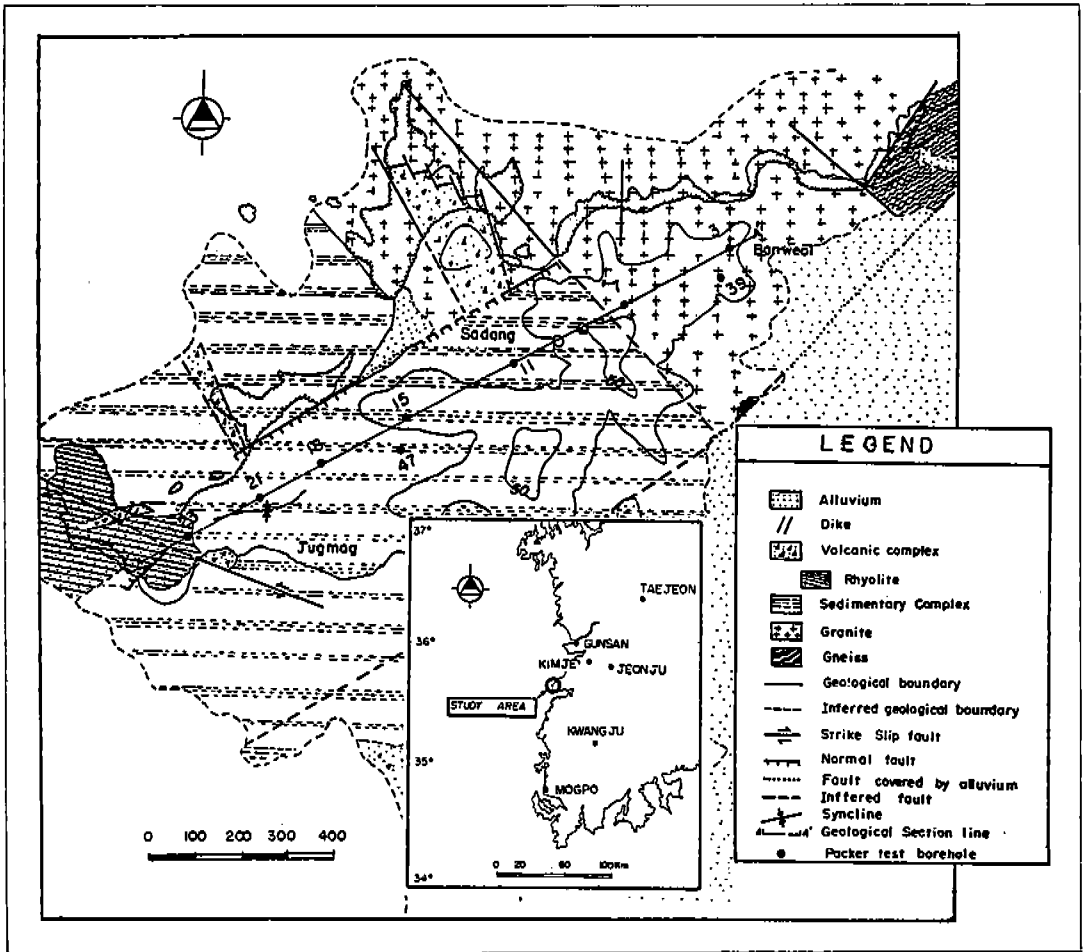 Banweol
39
Sadang
11
15
47
21
50
Jugmag
0 100 200 300 400
37°
TAEJEON
36°
GUNSAN
KIMJE
JEONJU
STUDY AREA
KWANGJU
35°
MOGPO
34°
0 20 60 100Km
LEGEND
Alluvium
Dike
Volcanic complex
Rhyolite
Sedimentary Complex
Granite
Gneiss
Geological boundary
Inferred geological boundary
Strike Slip fault
Normal fault
Fault covered by alluvium
Inffered fault
Syncline
Geological Section line
Packer test borehole